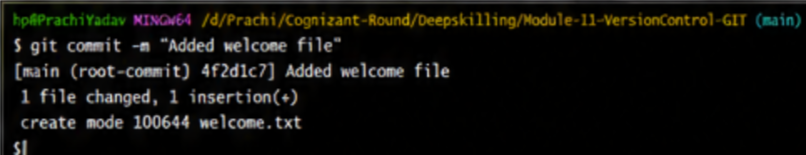 hp@PrachiYadav MINGW64 /d/Prachi/Cognizant-Round/Deepskilling/Module-11-VersionControl-GIT (main)
$ git commit -m "Added welcome file"
[main (root-commit) 4f2d1c7] Added welcome file
 1 file changed, 1 insertion(+)
 create mode 100644 welcome.txt
$